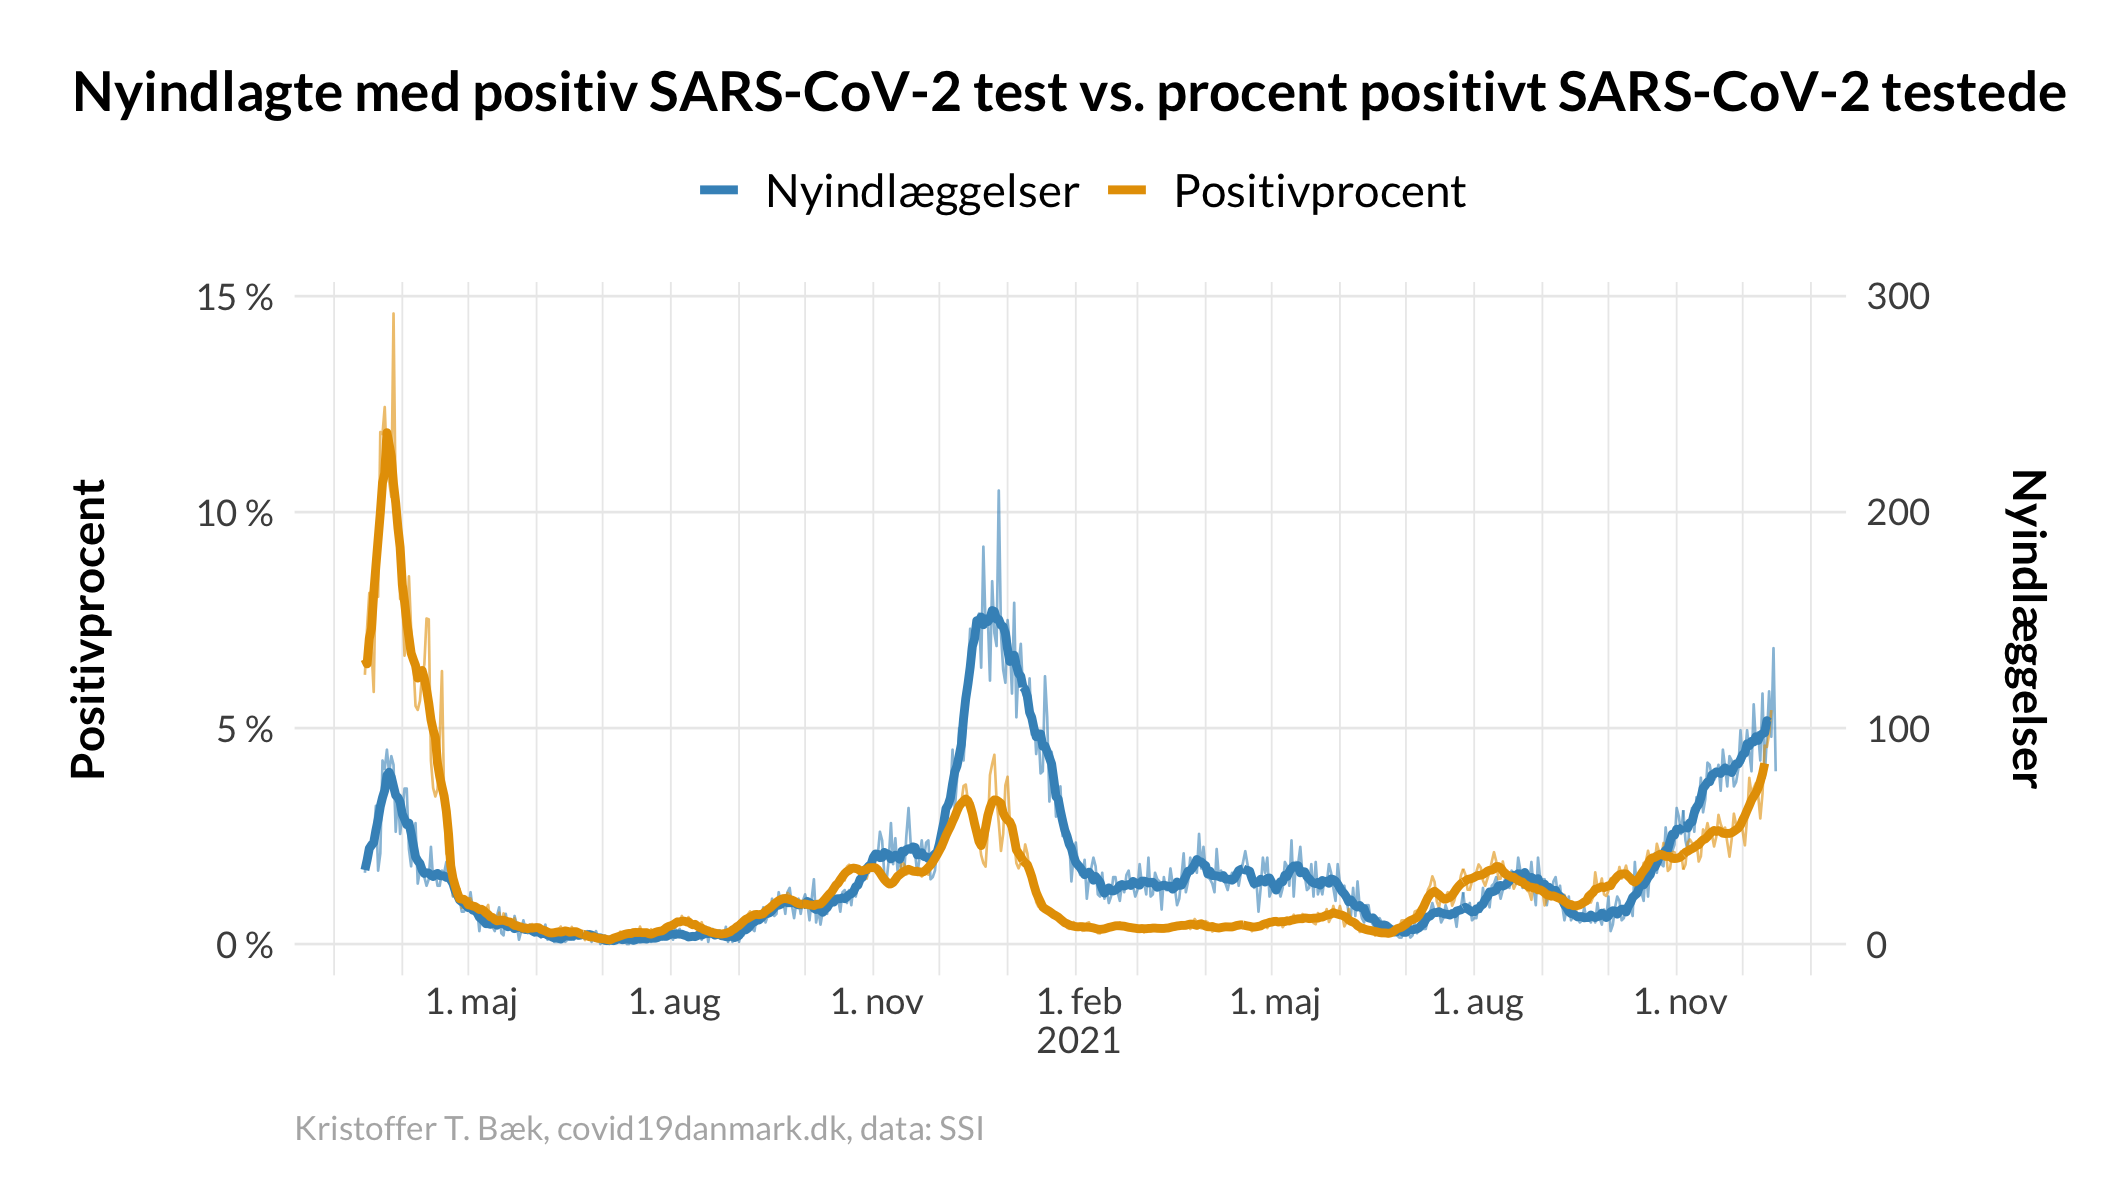 Nyindlagte med positiv SARS-CoV-2 test vs. procent positivt SARS-CoV-2 testede
Nyindlæggelser Positivprocent
Positivprocent
15 %
10 %
5 %
0 %
300
200
100
0
Nyindlæggelser
1. maj 1. aug 1. nov 1. feb 1. maj 1. aug 1. nov
2021
Kristoffer T. Bæk, covid19danmark.dk, data: SSI